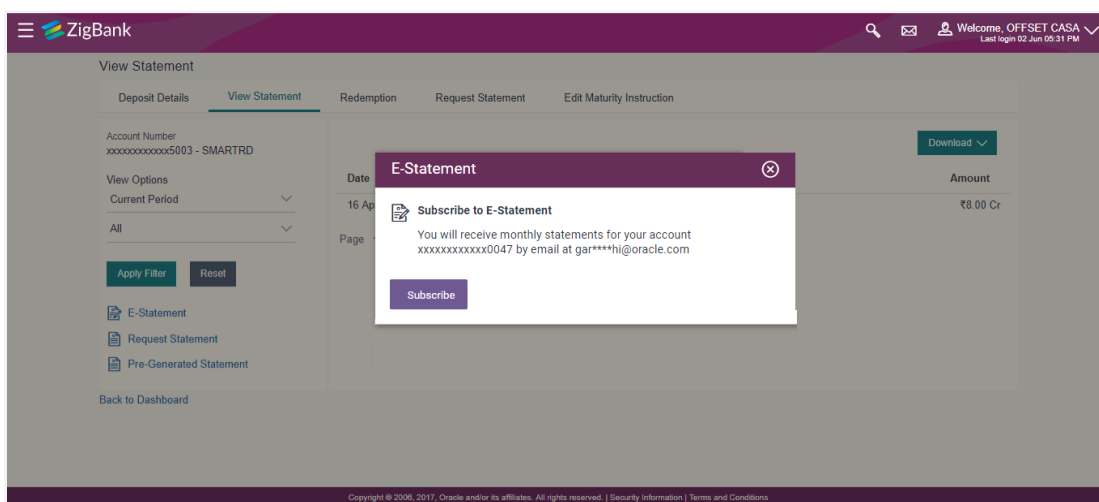 ZigBank
Welcome, OFFSET CASA
Last login 02 Jun 05:31 PM
View Statement
Deposit Details View Statement Redemption Request Statement Edit Maturity Instruction
Account Number
xxxxxxxxxxxx5003 - SMARTRD
Download
View Options
Current Period
All
Apply Filter Reset
E-Statement
Request Statement
Pre-Generated Statement
Back to Dashboard
Date Amount
16 Ap ₹8.00 Cr
Page
E-Statement
Subscribe to E-Statement
You will receive monthly statements for your account
xxxxxxxxxxxx0047 by email at gar****hi@oracle.com
Subscribe
Copyright © 2006, 2017, Oracle and/or its affiliates. All rights reserved. | Security Information | Terms and Conditions